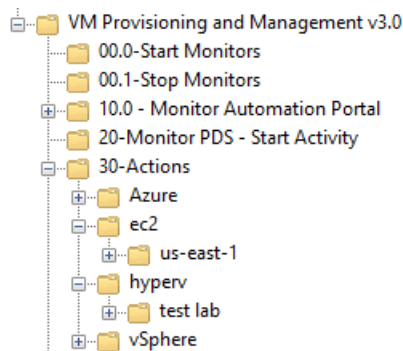 VM Provisioning and Management v3.0
00.0-Start Monitors
00.1-Stop Monitors
10.0 - Monitor Automation Portal
20-Monitor PDS - Start Activity
30-Actions
Azure
ec2
us-east-1
hyperv
test lab
vSphere